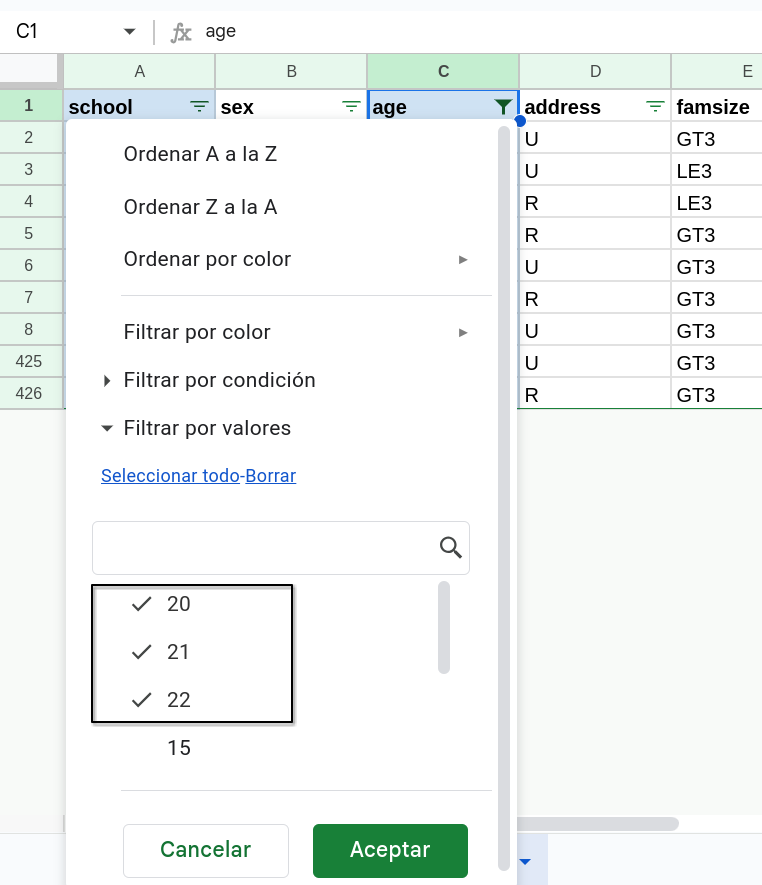 C1 fx age
A B C D E
1 school sex age address famsize
2 U GT3
3 U LE3
4 R LE3
5 R GT3
6 U GT3
7 R GT3
8 U GT3
425 U GT3
426 R GT3
Ordenar A a la Z
Ordenar Z a la A
Ordenar por color
Filtrar por color
Filtrar por condición
Filtrar por valores
Seleccionar todo-Borrar
20
21
22
15
Cancelar Aceptar